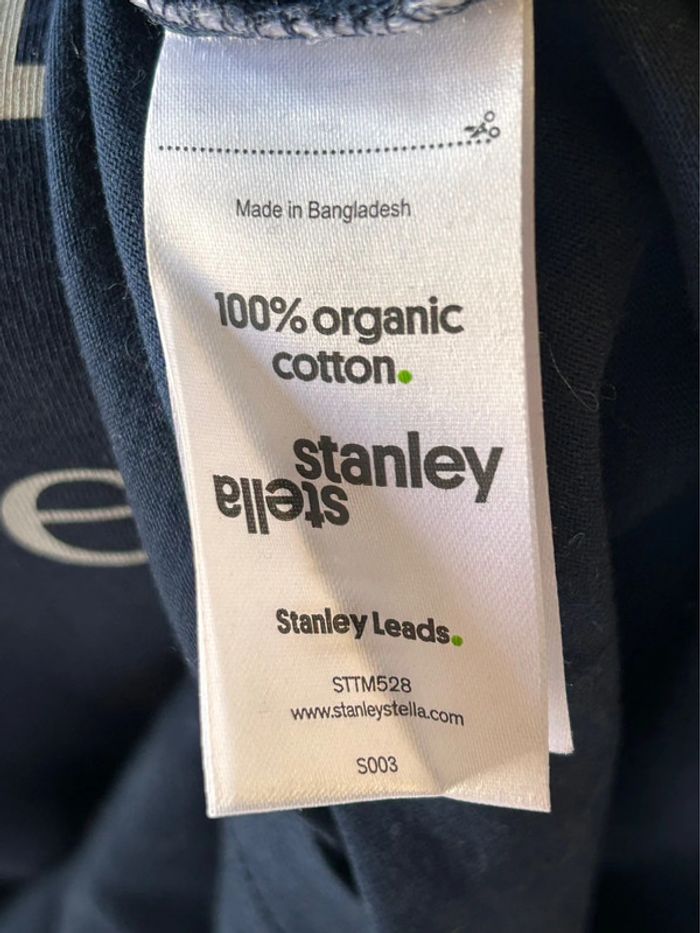 Made in Bangladesh
100% organic
cotton.
stanley
stella
Stanley Leads.
STTM528
www.stanleystella.com
S003
e